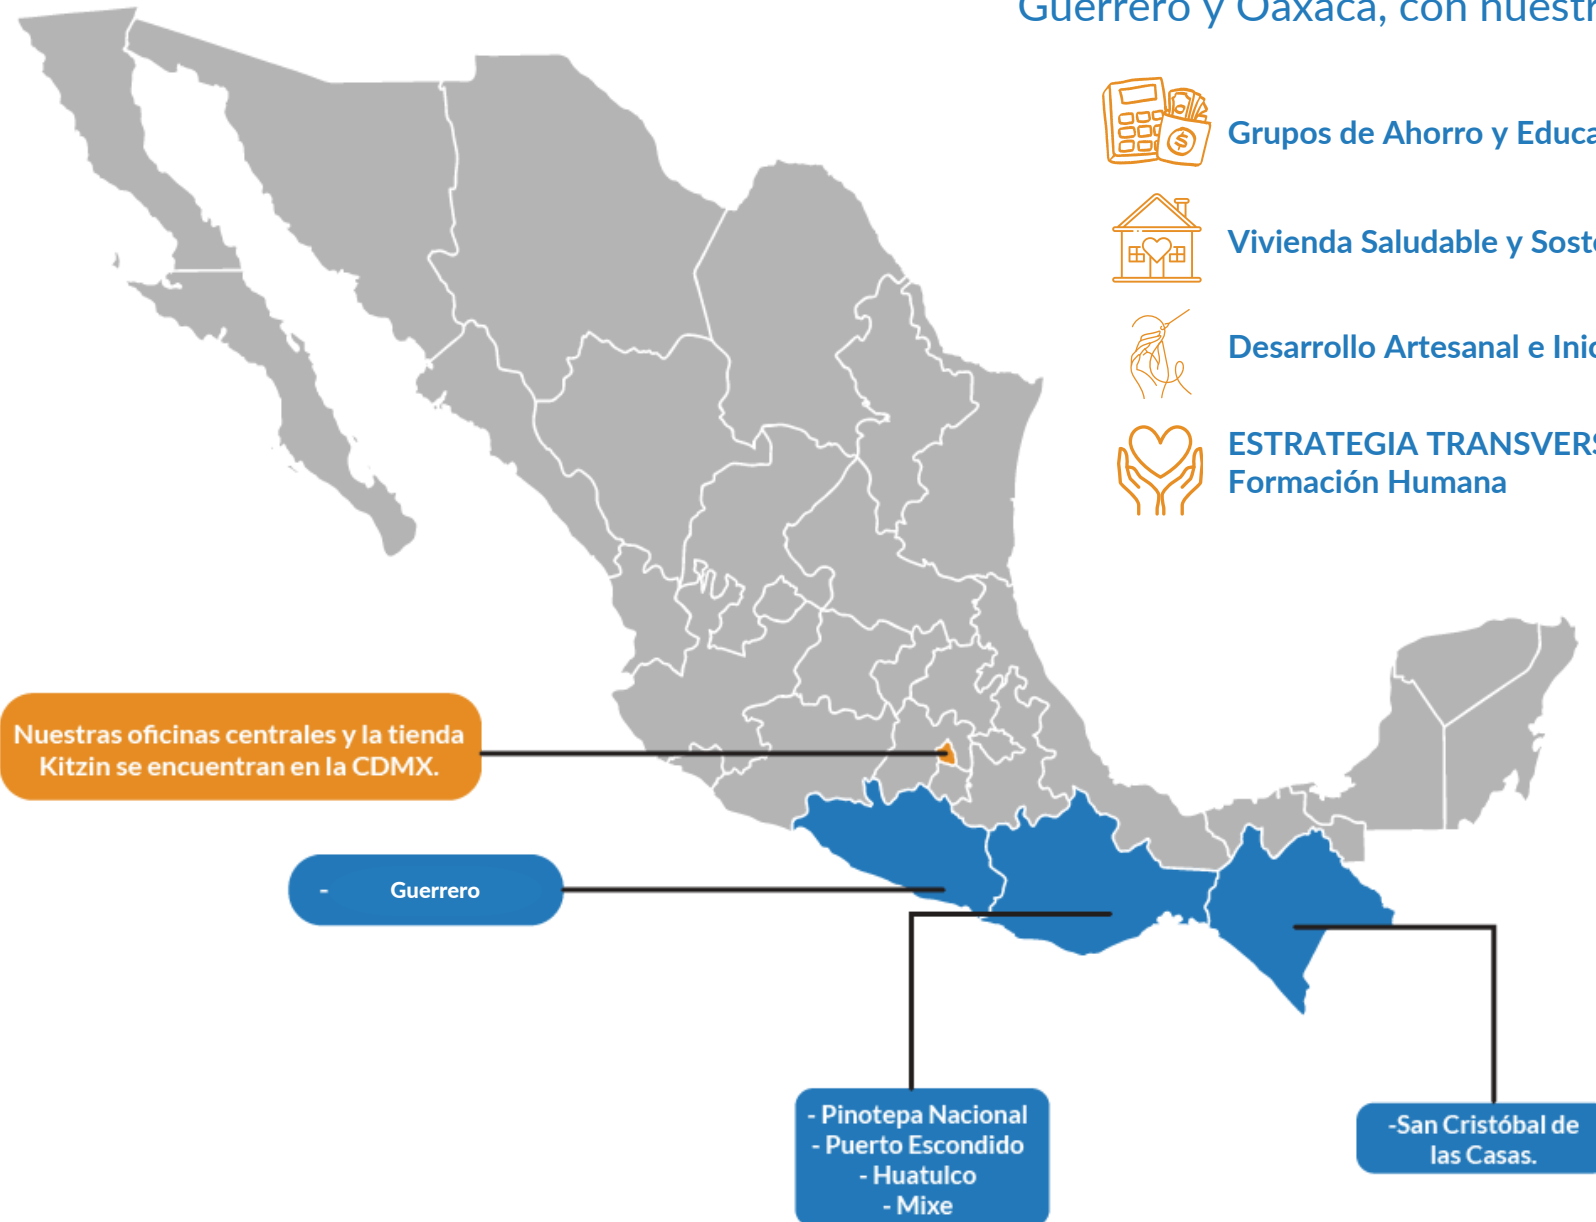 Guerrero y Oaxaca, con nuestr
Grupos de Ahorro y Educa
Vivienda Saludable y Soste
Desarrollo Artesanal e Inic
ESTRATEGIA TRANSVERS
Formación Humana
Nuestras oficinas centrales y la tienda
Kitzin se encuentran en la CDMX.
- Guerrero
- Pinotepa Nacional
- Puerto Escondido
- Huatulco
- Mixe
-San Cristóbal de
las Casas.